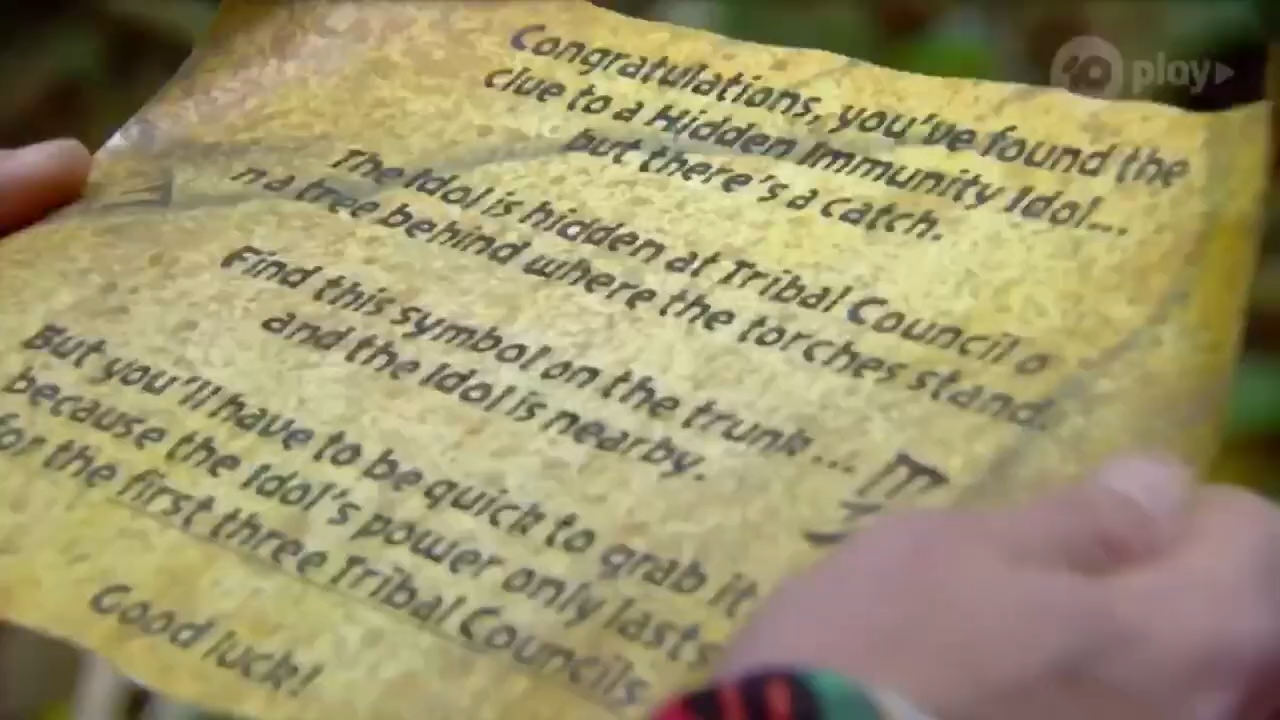 10 play
Congratulations, you've found the
clue to a Hidden Immunity Idol...
but there's a catch.
The Idol is hidden at Tribal Council o
n a tree behind where the torches stand.
Find this symbol on the trunk ...
and the Idol is nearby.
But you'll have to be quick to grab it
because the Idol's power only lasts
for the first three Tribal Councils
Good luck!